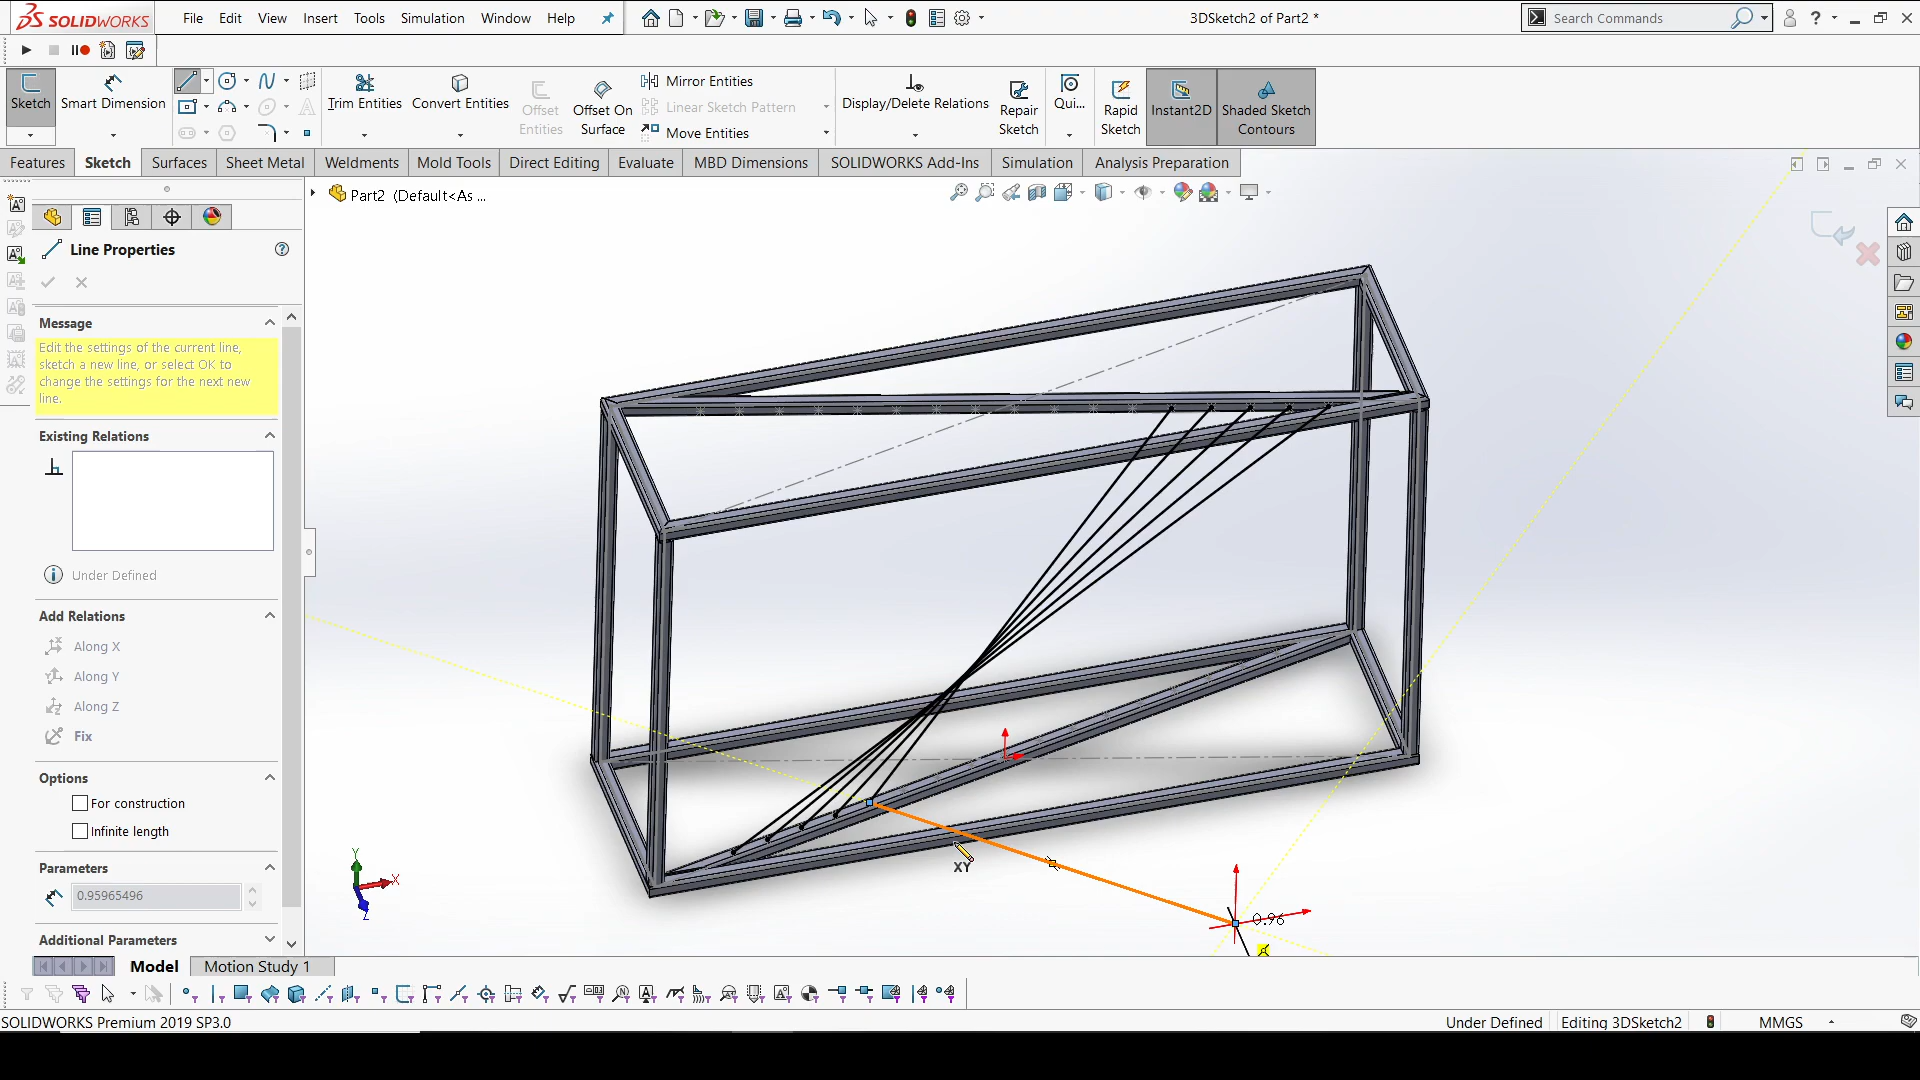 SOLIDWORKS
File Edit View Insert Tools Simulation Window Help
3DSketch2 of Part2 *
Search Commands
Sketch
Smart Dimension
Trim Entities
Convert Entities
Offset Entities
Offset On Surface
Mirror Entities
Linear Sketch Pattern
Move Entities
Display/Delete Relations
Repair Sketch
Qui...
Rapid Sketch
Instant2D
Shaded Sketch Contours
Features Sketch Surfaces Sheet Metal Weldments Mold Tools Direct Editing Evaluate MBD Dimensions SOLIDWORKS Add-Ins Simulation Analysis Preparation
Part2 (Default<As ...
Line Properties
Message
Edit the settings of the current line,
sketch a new line, or select OK to
change the settings for the next new
line.
Existing Relations
Under Defined
Add Relations
Along X
Along Y
Along Z
Fix
Options
For construction
Infinite length
Parameters
0.95965496
Additional Parameters
XY
0.96
Y
X
Z
Model Motion Study 1
SOLIDWORKS Premium 2019 SP3.0
Under Defined Editing 3DSketch2 MMGS